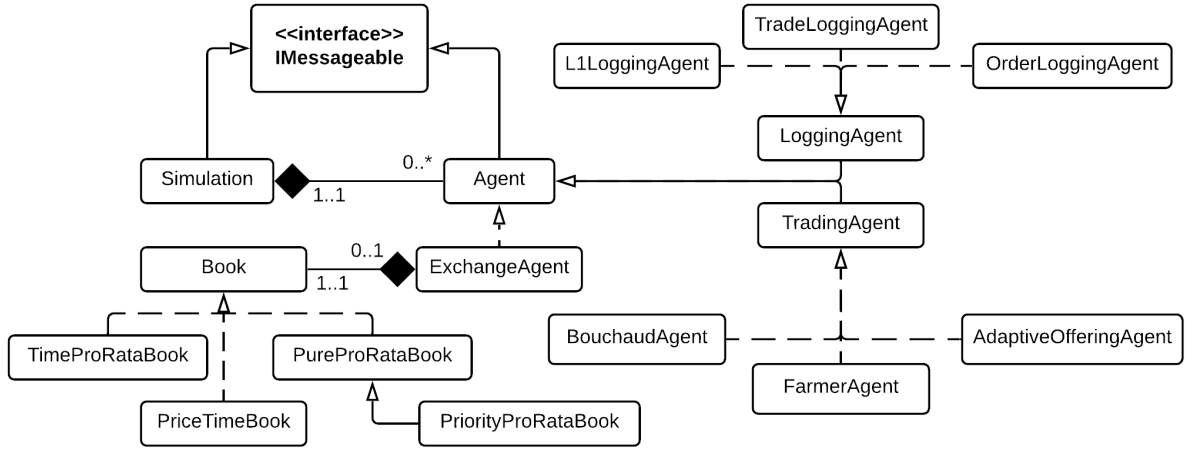 <<interface>>
IMessageable
TradeLoggingAgent
L1LoggingAgent
OrderLoggingAgent
LoggingAgent
Simulation
1..1
0..*
Agent
TradingAgent
Book
0..1
1..1
ExchangeAgent
BouchaudAgent
AdaptiveOfferingAgent
FarmerAgent
TimeProRataBook
PureProRataBook
PriceTimeBook
PriorityProRataBook